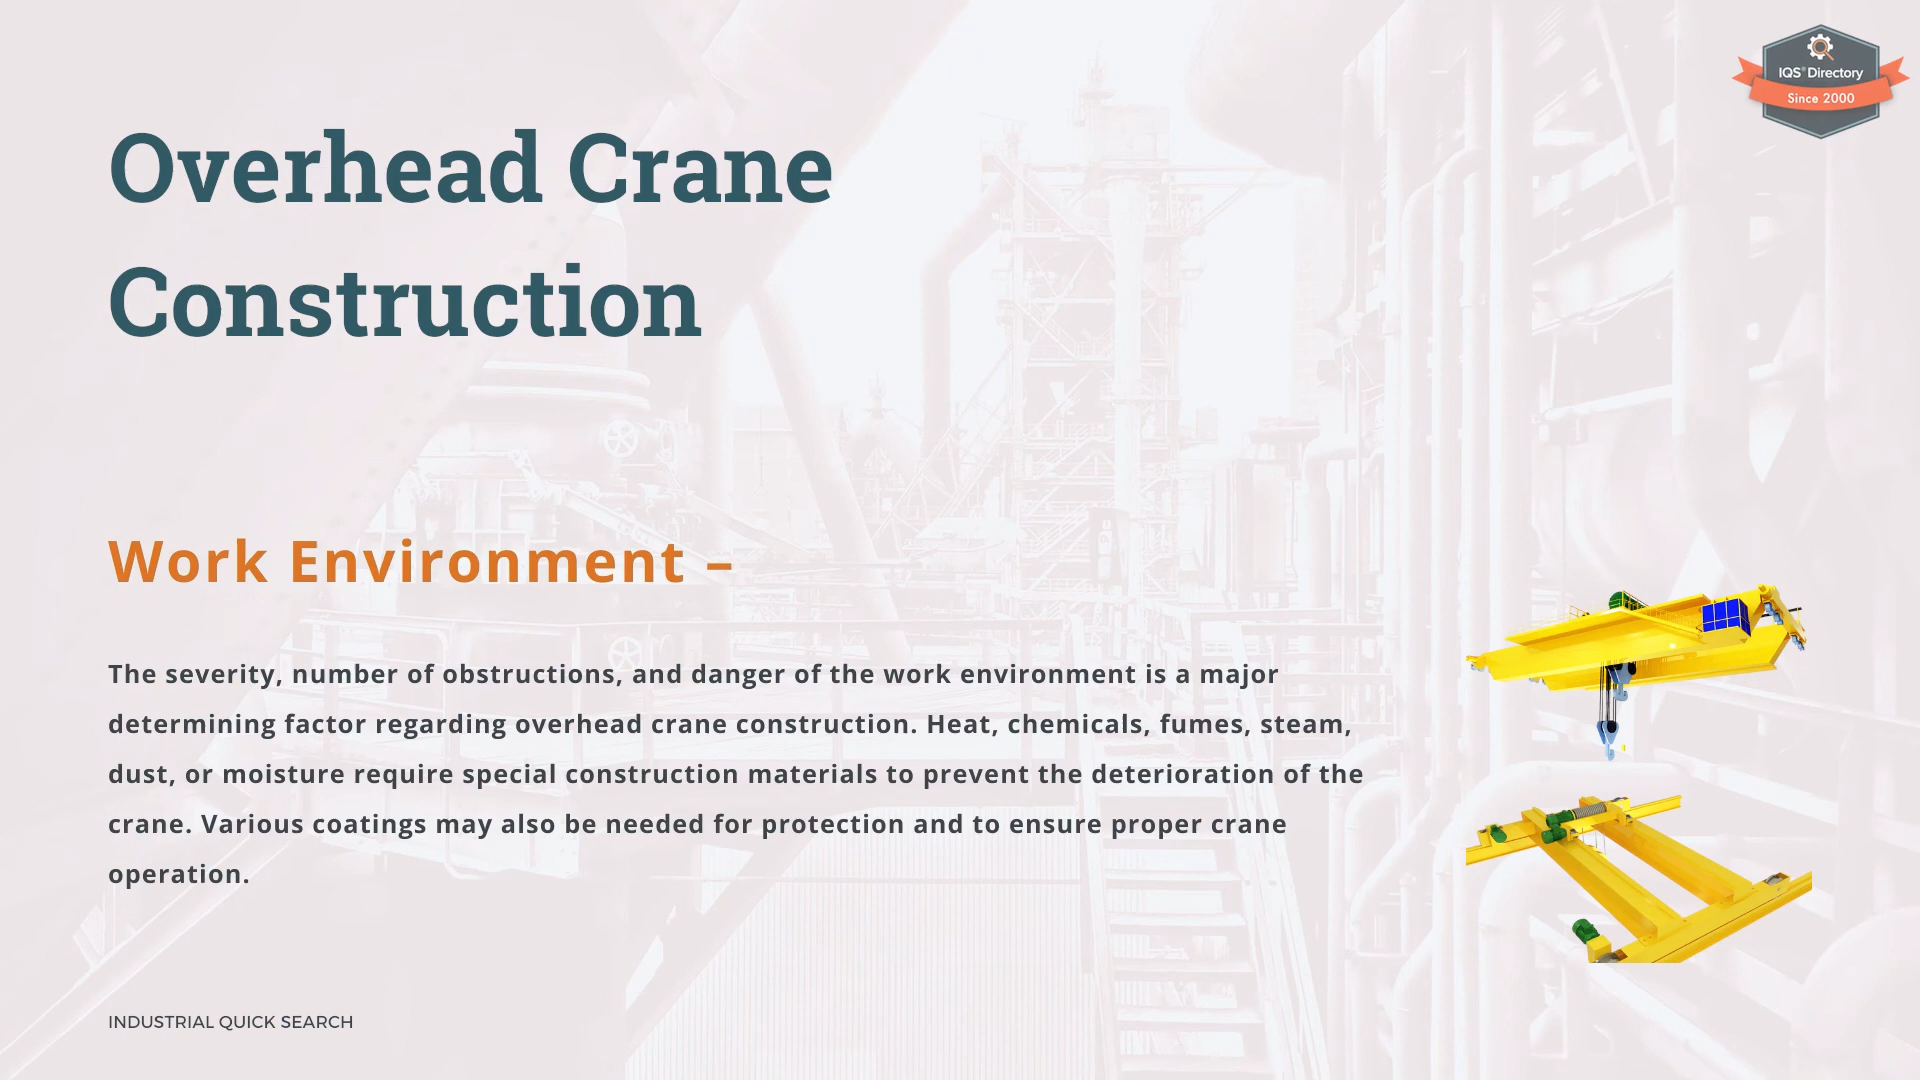 IQS® Directory
Since 2000
Overhead Crane
Construction
Work Environment –
The severity, number of obstructions, and danger of the work environment is a major
determining factor regarding overhead crane construction. Heat, chemicals, fumes, steam,
dust, or moisture require special construction materials to prevent the deterioration of the
crane. Various coatings may also be needed for protection and to ensure proper crane
operation.
INDUSTRIAL QUICK SEARCH